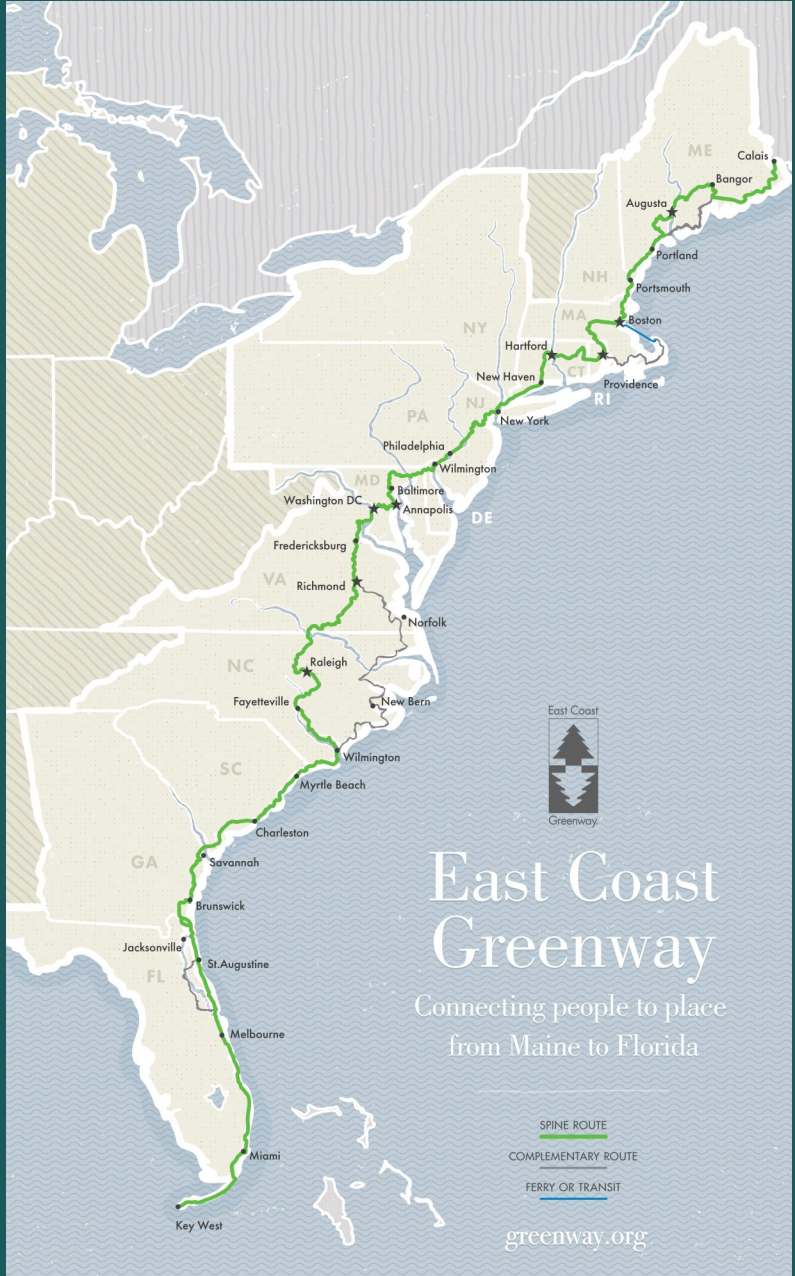 ME
Calais
Bangor
Augusta
Portland
NH
Portsmouth
MA
Boston
NY
Hartford
CT
New Haven
Providence
RI
NJ
PA
New York
Philadelphia
Wilmington
MD
Baltimore
Washington DC
Annapolis
DE
Fredericksburg
VA
Richmond
Norfolk
NC
Raleigh
Fayetteville
New Bern
Wilmington
SC
Myrtle Beach
Charleston
GA
Savannah
Brunswick
Jacksonville
St.Augustine
FL
Melbourne
Miami
Key West
East Coast
Greenway
East Coast
Greenway
Connecting people to place
from Maine to Florida
SPINE ROUTE
COMPLEMENTARY ROUTE
FERRY OR TRANSIT
greenway.org